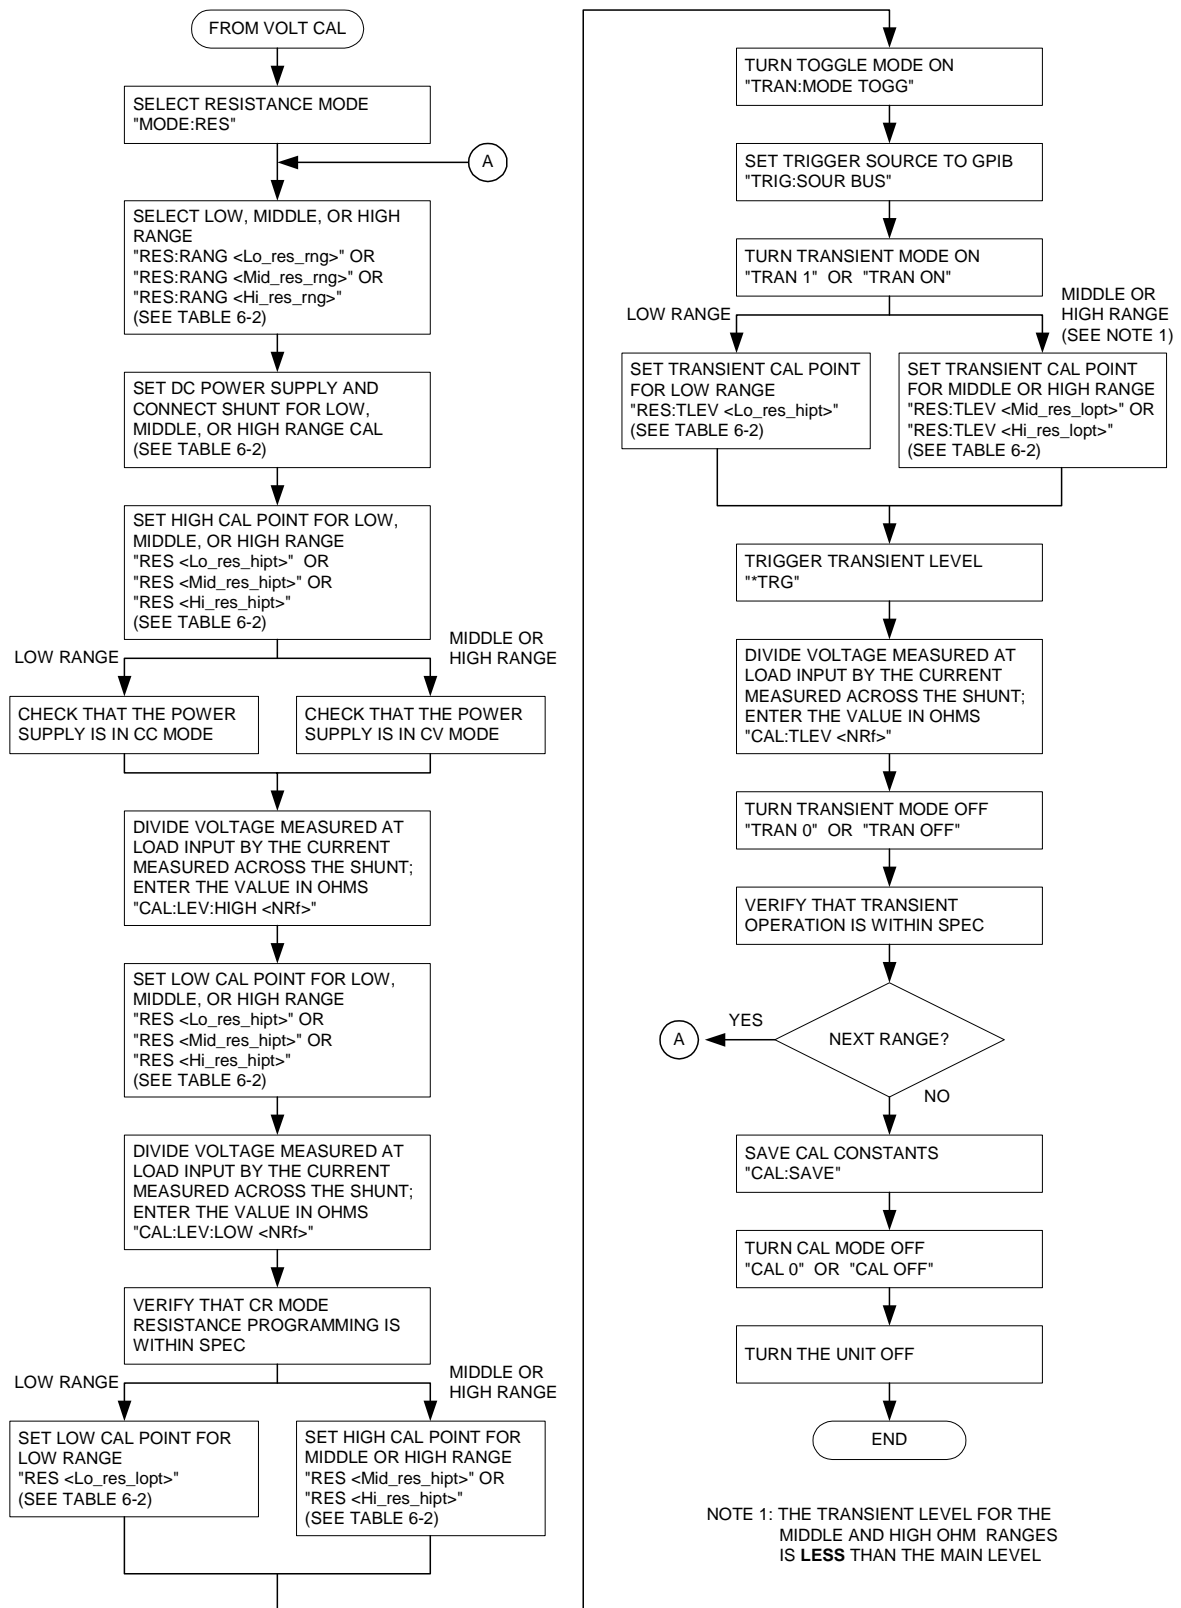 FROM VOLT CAL
SELECT RESISTANCE MODE
"MODE:RES"
A
SELECT LOW, MIDDLE, OR HIGH
RANGE
"RES:RANG <Lo_res_rng>" OR
"RES:RANG <Mid_res_rng>" OR
"RES:RANG <Hi_res_rng>"
(SEE TABLE 6-2)
SET DC POWER SUPPLY AND
CONNECT SHUNT FOR LOW,
MIDDLE, OR HIGH RANGE CAL
(SEE TABLE 6-2)
SET HIGH CAL POINT FOR LOW,
MIDDLE, OR HIGH RANGE
"RES <Lo_res_hipt>" OR
"RES <Mid_res_hipt>" OR
"RES <Hi_res_hipt>"
(SEE TABLE 6-2)
LOW RANGE
MIDDLE OR
HIGH RANGE
CHECK THAT THE POWER
SUPPLY IS IN CC MODE
CHECK THAT THE POWER
SUPPLY IS IN CV MODE
DIVIDE VOLTAGE MEASURED AT
LOAD INPUT BY THE CURRENT
MEASURED ACROSS THE SHUNT;
ENTER THE VALUE IN OHMS
"CAL:LEV:HIGH <NRf>"
SET LOW CAL POINT FOR LOW,
MIDDLE, OR HIGH RANGE
"RES <Lo_res_hipt>" OR
"RES <Mid_res_hipt>" OR
"RES <Hi_res_hipt>"
(SEE TABLE 6-2)
DIVIDE VOLTAGE MEASURED AT
LOAD INPUT BY THE CURRENT
MEASURED ACROSS THE SHUNT;
ENTER THE VALUE IN OHMS
"CAL:LEV:LOW <NRf>"
VERIFY THAT CR MODE
RESISTANCE PROGRAMMING IS
WITHIN SPEC
LOW RANGE
MIDDLE OR
HIGH RANGE
SET LOW CAL POINT FOR
LOW RANGE
"RES <Lo_res_lopt>"
(SEE TABLE 6-2)
SET HIGH CAL POINT FOR
MIDDLE OR HIGH RANGE
"RES <Mid_res_hipt>" OR
"RES <Hi_res_hipt>"
(SEE TABLE 6-2)
TURN TOGGLE MODE ON
"TRAN:MODE TOGG"
SET TRIGGER SOURCE TO GPIB
"TRIG:SOUR BUS"
TURN TRANSIENT MODE ON
"TRAN 1" OR "TRAN ON"
LOW RANGE
MIDDLE OR
HIGH RANGE
(SEE NOTE 1)
SET TRANSIENT CAL POINT
FOR LOW RANGE
"RES:TLEV <Lo_res_hipt>"
(SEE TABLE 6-2)
SET TRANSIENT CAL POINT
FOR MIDDLE OR HIGH RANGE
"RES:TLEV <Mid_res_lopt>" OR
"RES:TLEV <Hi_res_lopt>"
(SEE TABLE 6-2)
TRIGGER TRANSIENT LEVEL
"*TRG"
DIVIDE VOLTAGE MEASURED AT
LOAD INPUT BY THE CURRENT
MEASURED ACROSS THE SHUNT;
ENTER THE VALUE IN OHMS
"CAL:TLEV <NRf>"
TURN TRANSIENT MODE OFF
"TRAN 0" OR "TRAN OFF"
VERIFY THAT TRANSIENT
OPERATION IS WITHIN SPEC
NEXT RANGE?
YES
A
NO
SAVE CAL CONSTANTS
"CAL:SAVE"
TURN CAL MODE OFF
"CAL 0" OR "CAL OFF"
TURN THE UNIT OFF
END
NOTE 1: THE TRANSIENT LEVEL FOR THE
MIDDLE AND HIGH OHM RANGES
IS LESS THAN THE MAIN LEVEL